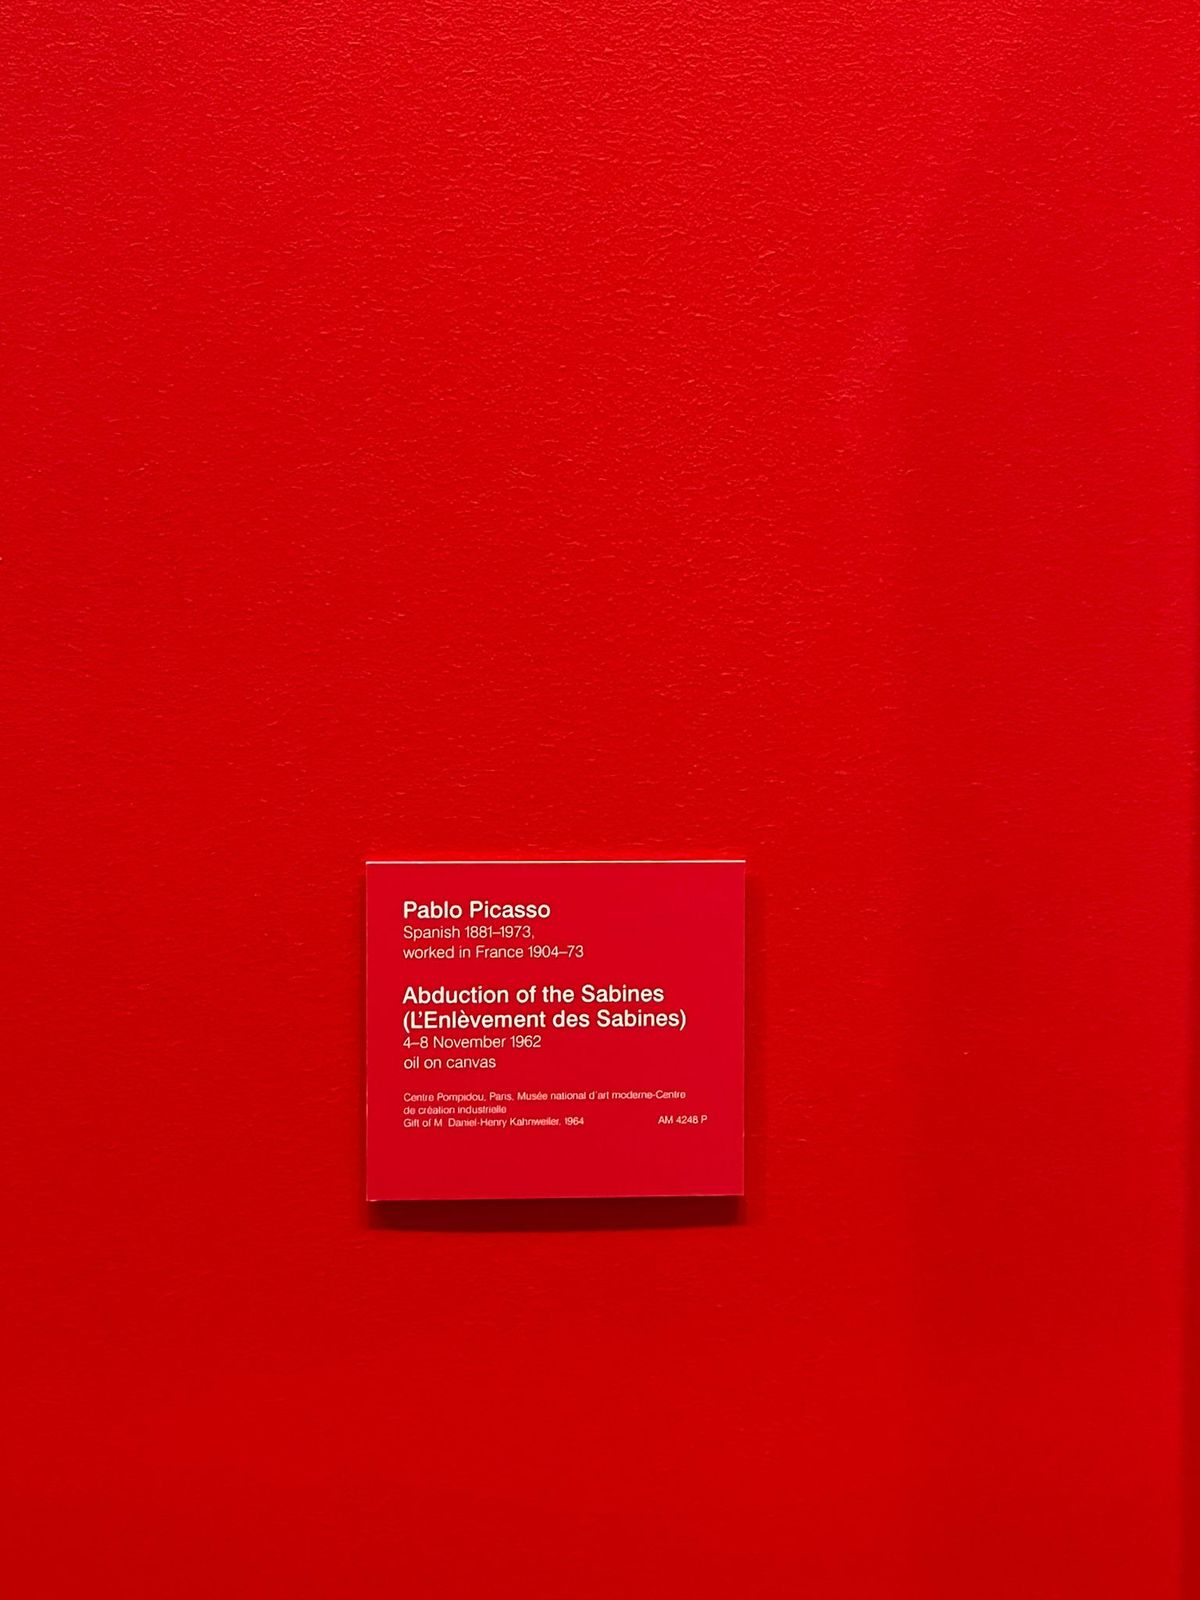 Pablo Picasso
Spanish 1881–1973,
worked in France 1904–73
Abduction of the Sabines
(L'Enlèvement des Sabines)
4–8 November 1962
oil on canvas
Centre Pompidou, Paris, Musée national d'art moderne-Centre
de création industrielle
Gift of M. Daniel-Henry Kahnweiler, 1964 AM 4248 P